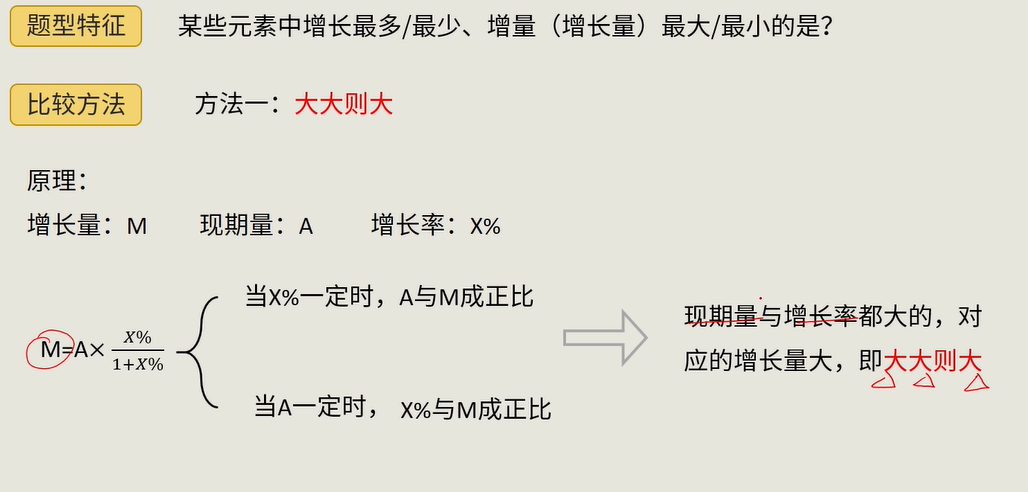 题型特征 某些元素中增长最多/最少、增量（增长量）最大/最小的是？
比较方法 方法一：大大则大
原理：
增长量：M 现期量：A 增长率：X%
当X%一定时，A与M成正比
M=A×X%/1+X%
当A一定时， X%与M成正比
现期量与增长率都大的，对
应的增长量大，即大大则大